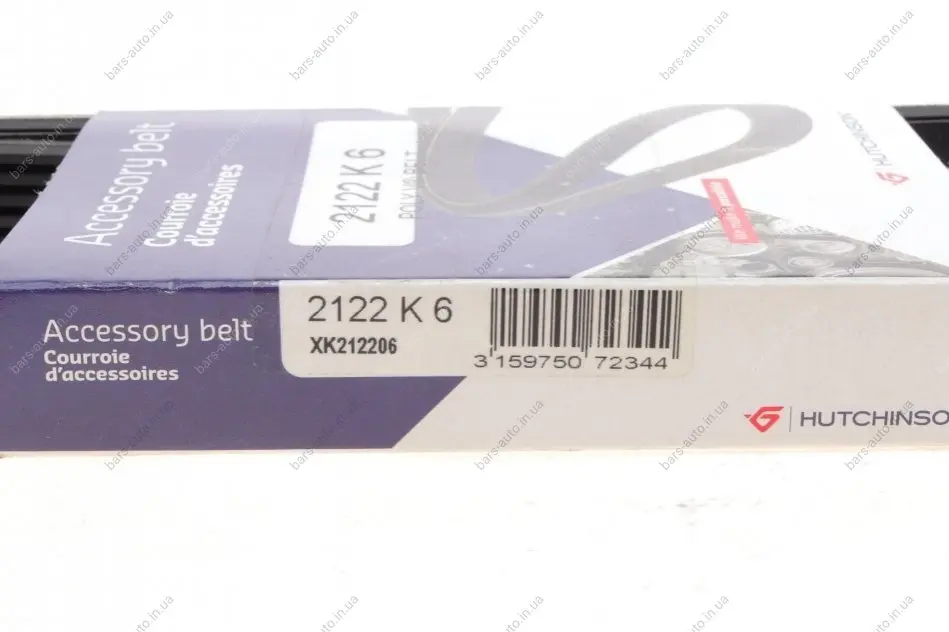 Accessory belt
Courroie
d'accessoires
2122 K 6
HUTCHINSON
Accessory belt
Courroie
d'accessoires
2122 K 6
XK212206
3 159750 72344
HUTCHINSO
bars-auto.in.ua